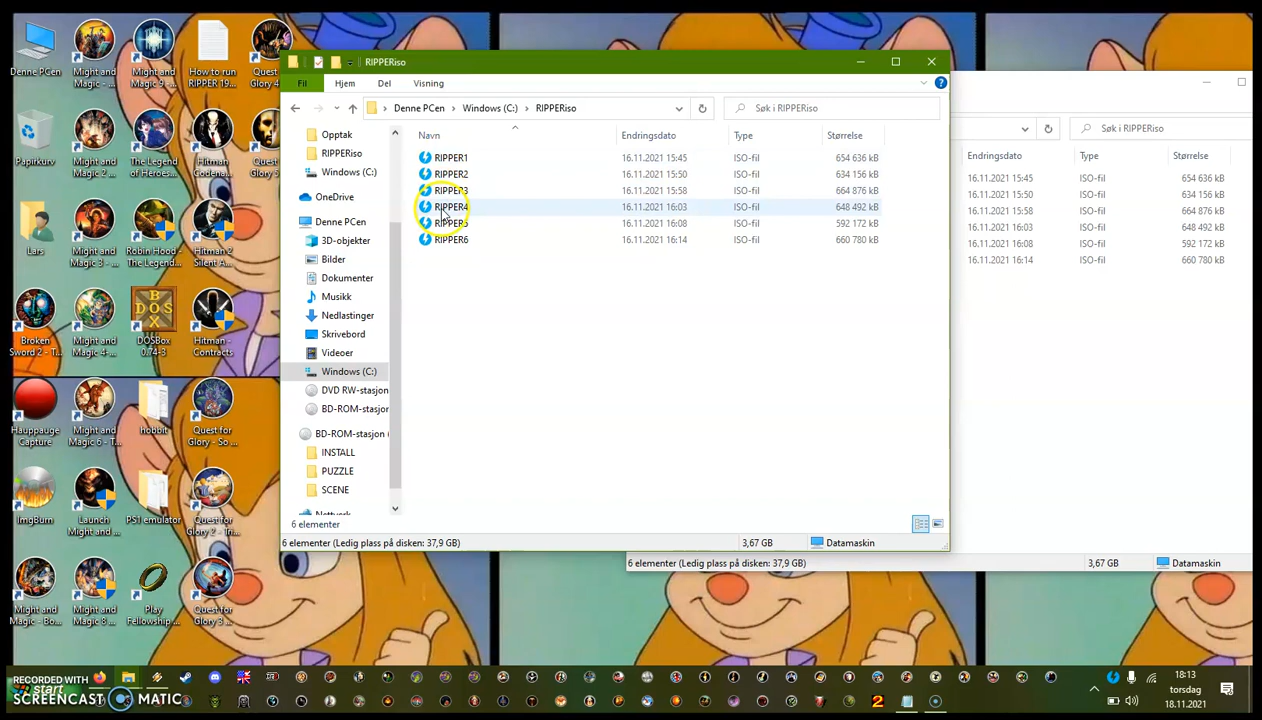 Denne PCen
Might and Magic
Might and Magic 9 ...
How to run RIPPER 19...
Quest Glory 4
Papirkurv
Might and Magic 2 ...
The Legend of Heroes...
Hitman Codename
Quest
Lars
Might and Magic 3 - ...
Robin Hood - The Legend...
Hitman 2 Silent A...
Broken Sword 2 - T...
Might and Magic 4-...
BOX
DOS
DOSBox 0.74-3
Hitman - Contracts
Hauppauge Capture
Might and Magic 6 - T...
hobbit
Quest for Glory - So ...
ImgBurn
Launch Might and ...
PS1 emulator
Quest for Glory 2 - Tri...
Might and Magic - Bo...
Might and Magic 8 ...
Play Fellowship ...
Quest for Glory 3 ...
RIPPERiso
Fil Hjem Del Visning
Denne PCen > Windows (C:) > RIPPERiso
Søk i RIPPERiso
Navn Endringsdato Type Størrelse
RIPPER1 16.11.2021 15:45 ISO-fil 654 636 kB
RIPPER2 16.11.2021 15:50 ISO-fil 634 156 kB
RIPPER3 16.11.2021 15:58 ISO-fil 664 876 kB
RIPPER4 16.11.2021 16:03 ISO-fil 648 492 kB
RIPPER5 16.11.2021 16:08 ISO-fil 592 172 kB
RIPPER6 16.11.2021 16:14 ISO-fil 660 780 kB
Opptak
RIPPERiso
Windows (C:)
OneDrive
Denne PCen
3D-objekter
Bilder
Dokumenter
Musikk
Nedlastinger
Skrivebord
Videoer
Windows (C:)
DVD RW-stasjon
BD-ROM-stasjon
BD-ROM-stasjon (
INSTALL
PUZZLE
SCENE
Nettverk
6 elementer
6 elementer (Ledig plass på disken: 37,9 GB) 3,67 GB Datamaskin
Søk i RIPPERiso
Endringsdato Type Størrelse
16.11.2021 15:45 ISO-fil 654 636 kB
16.11.2021 15:50 ISO-fil 634 156 kB
16.11.2021 15:58 ISO-fil 664 876 kB
16.11.2021 16:03 ISO-fil 648 492 kB
16.11.2021 16:08 ISO-fil 592 172 kB
16.11.2021 16:14 ISO-fil 660 780 kB
6 elementer (Ledig plass på disken: 37,9 GB) 3,67 GB Datamaskin
RECORDED WITH
start
SCREENCAST MATIC
2
18:13
torsdag
18.11.2021